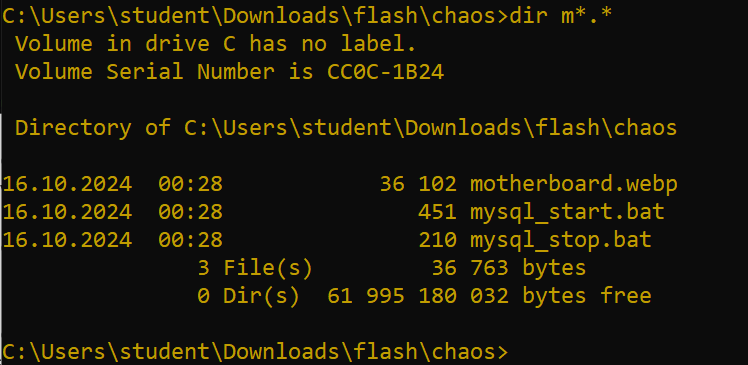 C:\Users\student\Downloads\flash\chaos>dir m*.*
 Volume in drive C has no label.
 Volume Serial Number is CC0C-1B24

 Directory of C:\Users\student\Downloads\flash\chaos

16.10.2024  00:28            36 102 motherboard.webp
16.10.2024  00:28               451 mysql_start.bat
16.10.2024  00:28               210 mysql_stop.bat
               3 File(s)         36 763 bytes
               0 Dir(s)  61 995 180 032 bytes free

C:\Users\student\Downloads\flash\chaos>